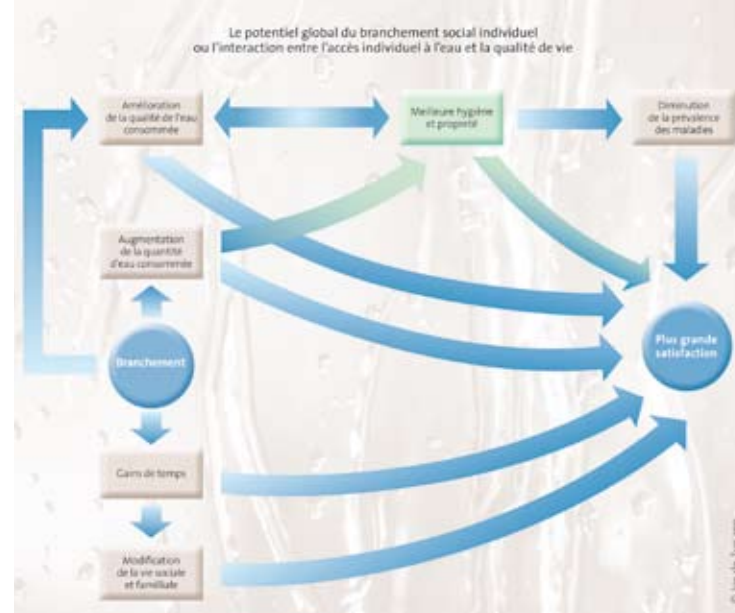 Le potentiel global du branchement social individuel
ou l'interaction entre l'accès individuel à l'eau et la qualité de vie
Amélioration
de la qualité de l'eau
consommée
Meilleure hygiène
et propreté
Diminution
de la prévalence
des maladies
Augmentation
de la quantité
d'eau consommée
Branchement
Plus grande
satisfaction
Gains de temps
Modification
de la vie sociale
et familiale